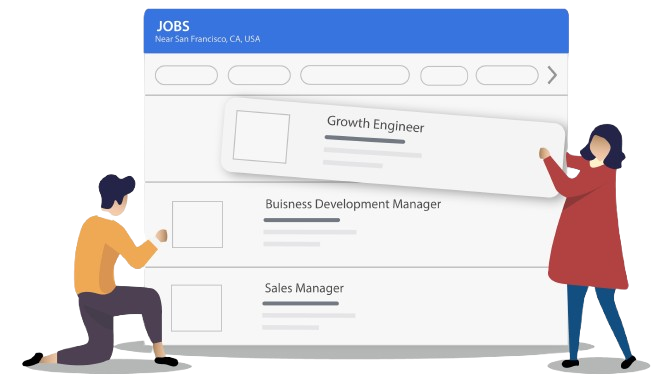 JOBS
Near San Francisco, CA, USA
Growth Engineer
Buisness Development Manager
Sales Manager